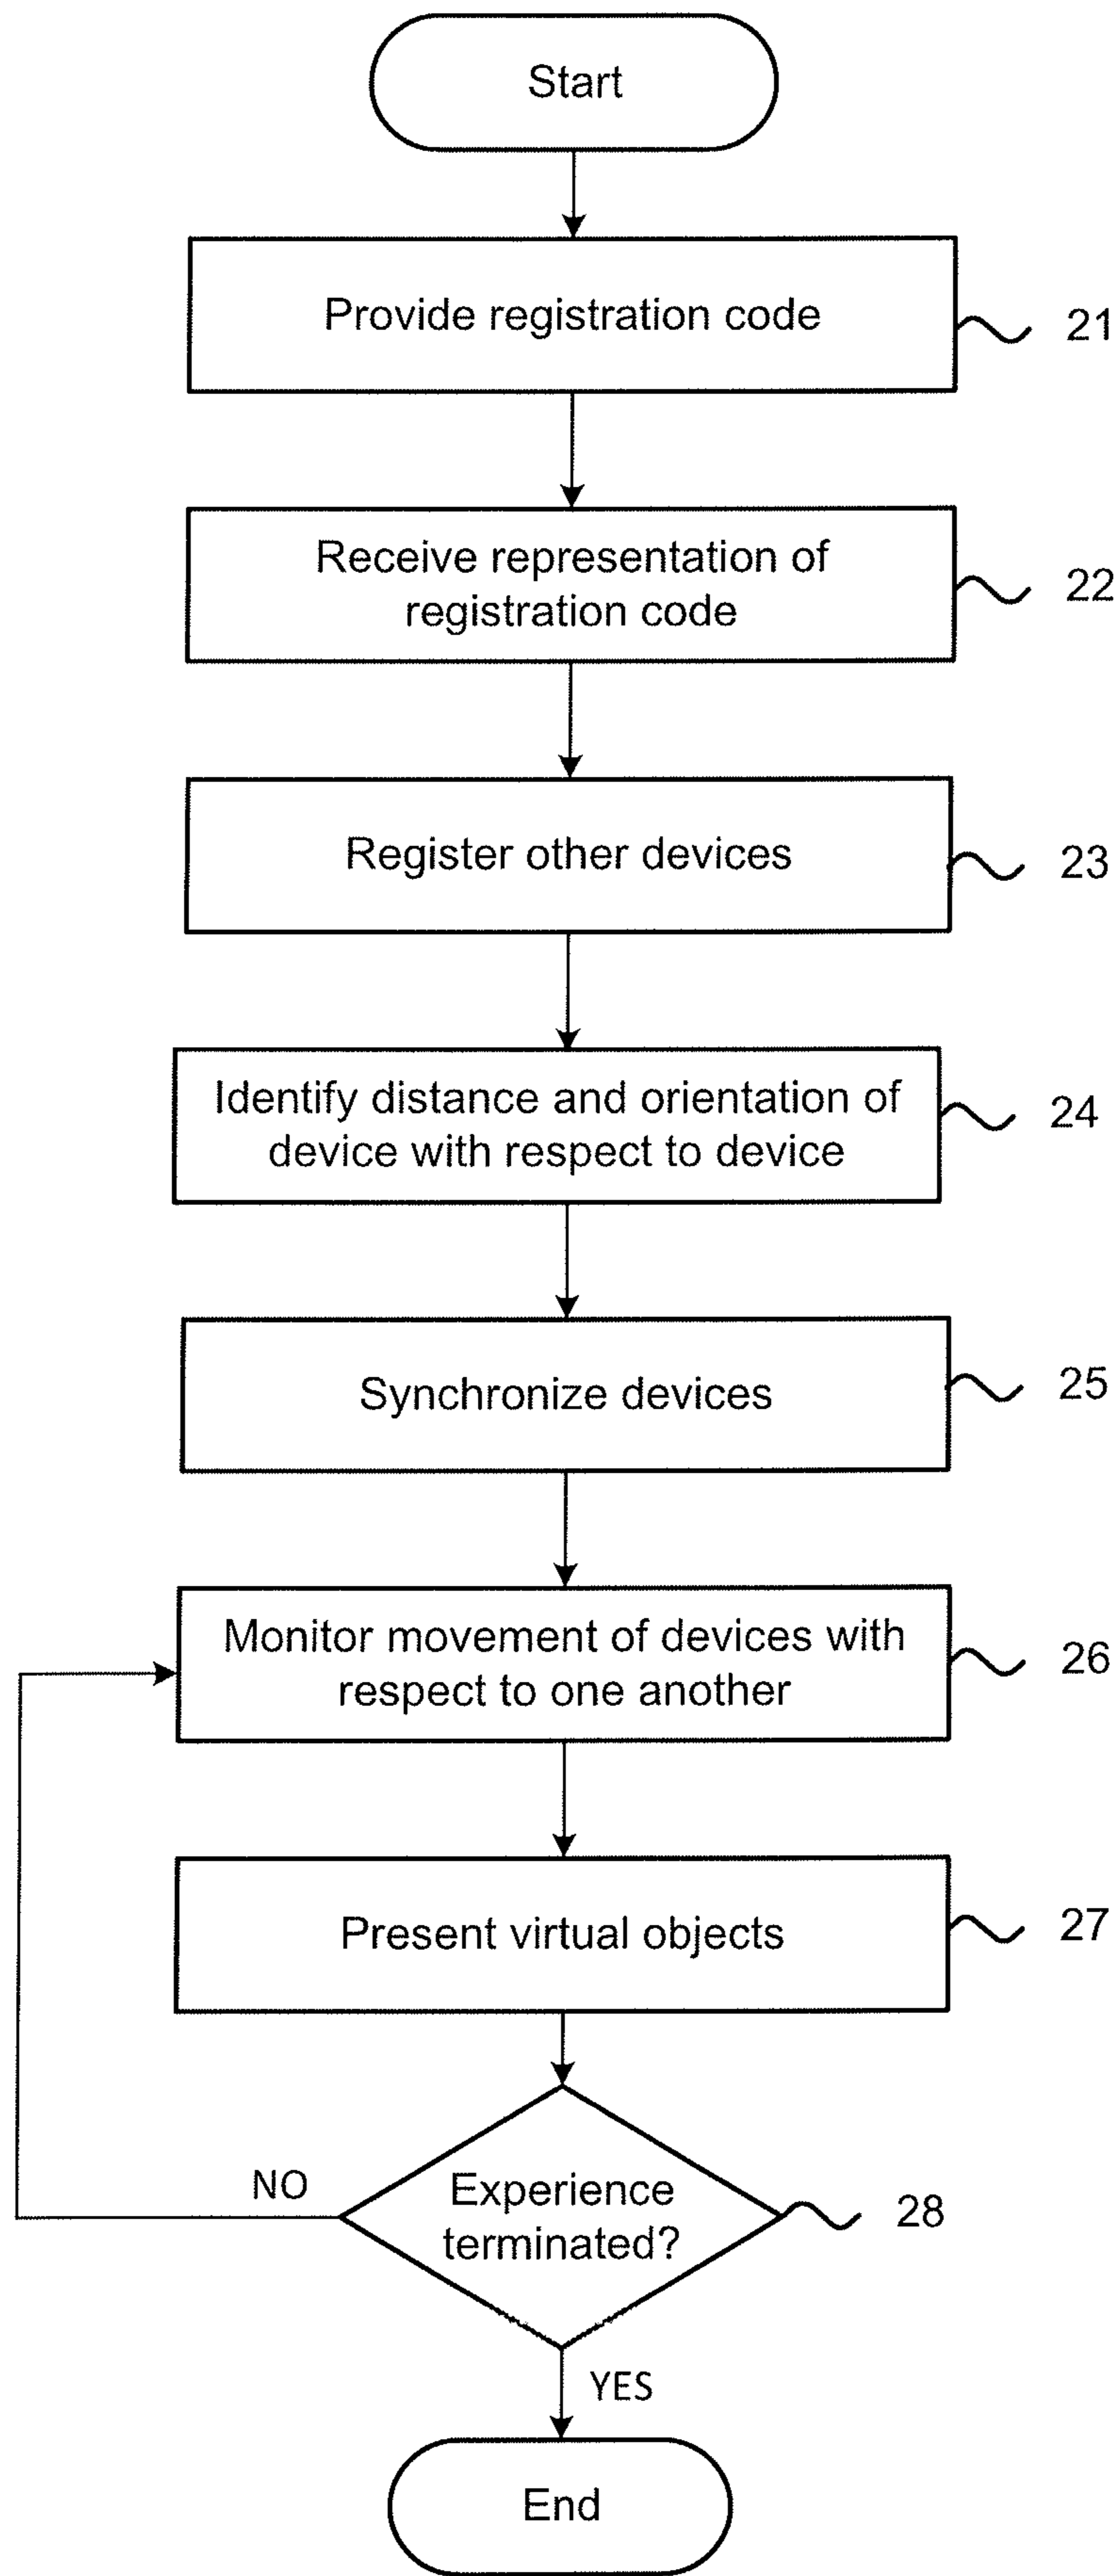 Start
Provide registration code
21
Receive representation of
registration code
22
Register other devices
23
Identify distance and orientation of
device with respect to device
24
Synchronize devices
25
Monitor movement of devices with
respect to one another
26
Present virtual objects
27
Experience
terminated?
28
NO
YES
End